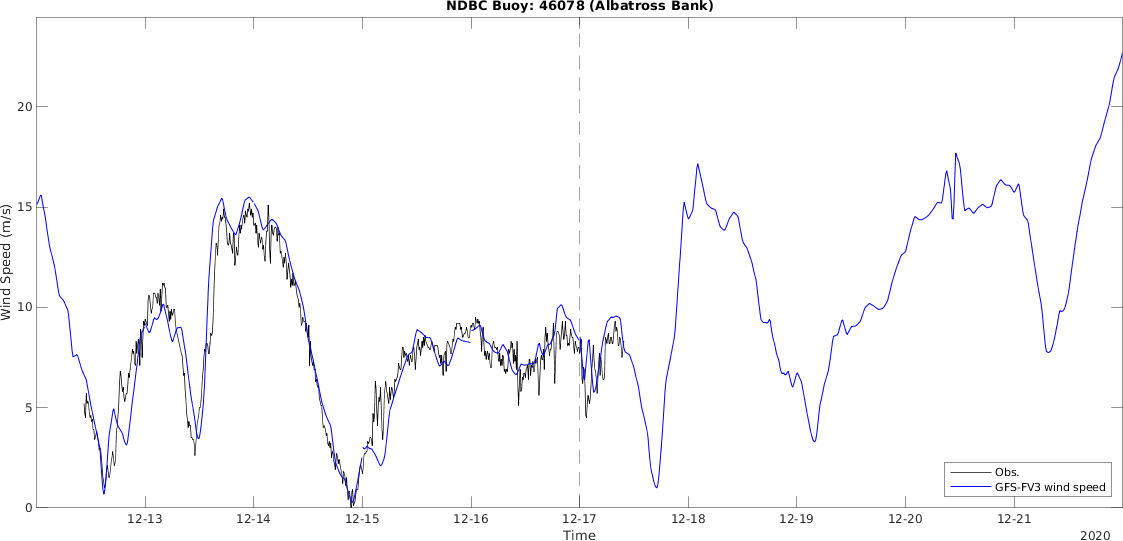 NDBC Buoy: 46078 (Albatross Bank)
Wind Speed (m/s)
20
15
10
5
0
12-13 12-14 12-15 12-16 12-17 12-18 12-19 12-20 12-21
Time
2020
Obs.
GFS-FV3 wind speed